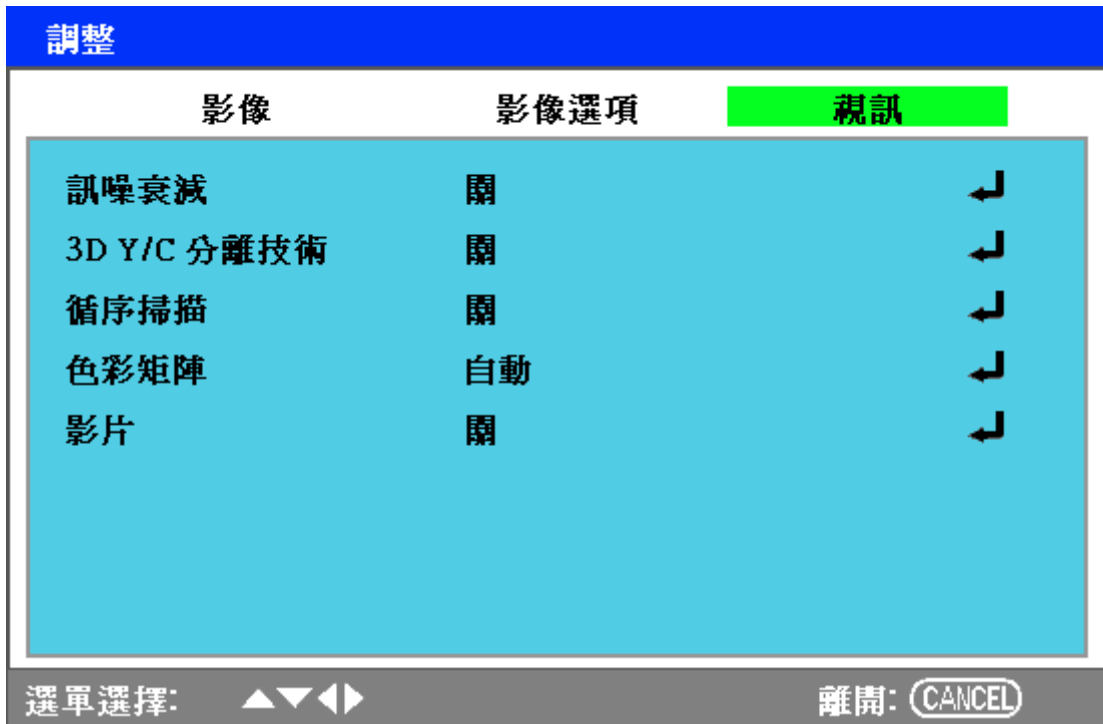 調整
影像 影像選項 視訊
訊噪衰減 關
3D Y/C 分離技術 關
循序掃描 關
色彩矩陣 自動
影片 關
選單選擇: ▲▼◀▶ 離開: CANCEL